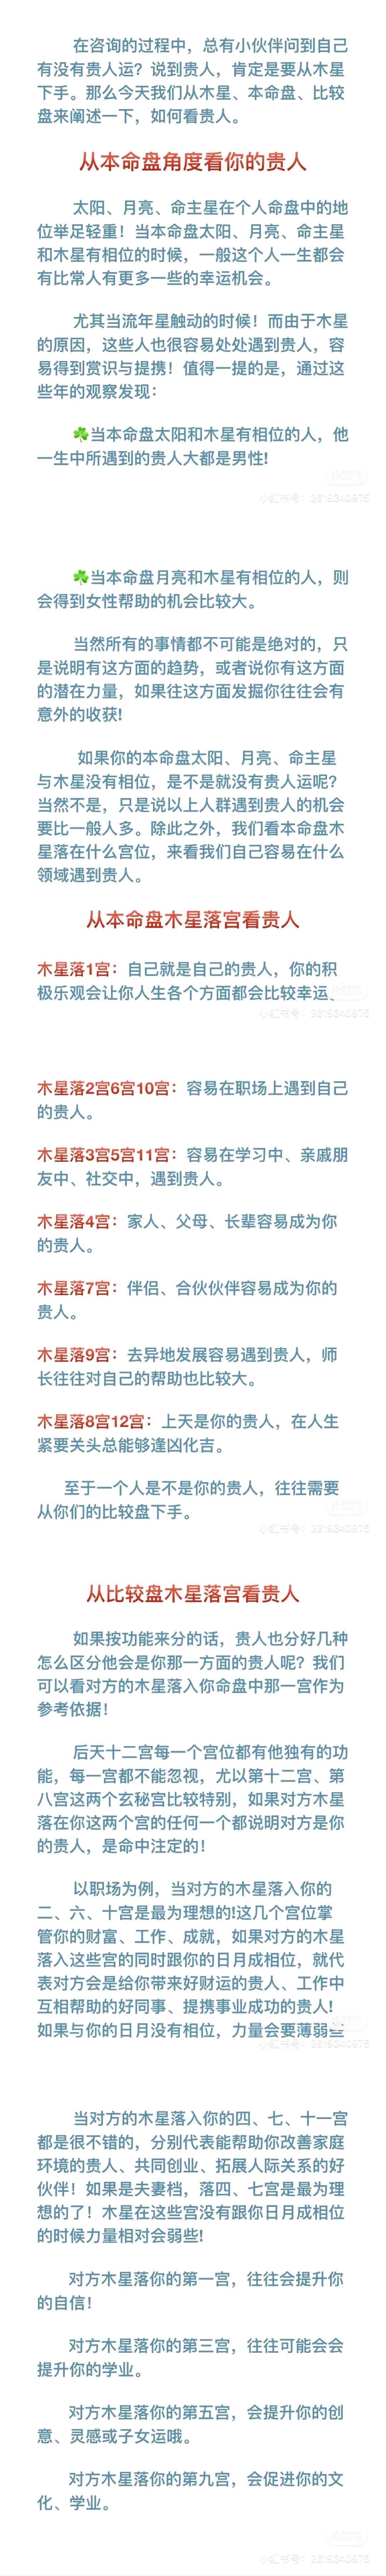 在咨询的过程中，总有小伙伴问到自己
有没有贵人运？说到贵人，肯定是要从木星
下手。那么今天我们从木星、本命盘、比较
盘来阐述一下，如何看贵人。
从本命盘角度看你的贵人
太阳、月亮、命主星在个人命盘中的地
位举足轻重！当本命盘太阳、月亮、命主星
和木星有相位的时候，一般这个人一生都会
有比常人有更多一些的幸运机会。
尤其当流年星触动的时候！而由于木星
的原因，这些人也很容易处处遇到贵人，容
易得到赏识与提携！值得一提的是，通过这
些年的观察发现：
☘️当本命盘太阳和木星有相位的人，他
一生中所遇到的贵人大都是男性!
小红书号：2619340975
☘️当本命盘月亮和木星有相位的人，则
会得到女性帮助的机会比较大。
当然所有的事情都不可能是绝对的，只
是说明有这方面的趋势，或者说你有这方面
的潜在力量，如果往这方面发掘你往往会有
意外的收获!
如果你的本命盘太阳、月亮、命主星
与木星没有相位，是不是就没有贵人运呢？
当然不是，只是说以上人群遇到贵人的机会
要比一般人多。除此之外，我们看本命盘木
星落在什么宫位，来看我们自己容易在什么
领域遇到贵人。
从本命盘木星落宫看贵人
木星落1宫：自己就是自己的贵人，你的积
极乐观会让你人生各个方面都会比较幸运。
小红书号：2619340975
木星落2宫6宫10宫：容易在职场上遇到自己
的贵人。
木星落3宫5宫11宫：容易在学习中、亲戚朋
友中、社交中，遇到贵人。
木星落4宫：家人、父母、长辈容易成为你
的贵人。
木星落7宫：伴侣、合伙伙伴容易成为你的
贵人。
木星落9宫：去异地发展容易遇到贵人，师
长往往对自己的帮助也比较大。
木星落8宫12宫：上天是你的贵人，在人生
紧要关头总能够逢凶化吉。
至于一个人是不是你的贵人，往往需要
从你们的比较盘下手。
小红书号：2619340975
从比较盘木星落宫看贵人
如果按功能来分的话，贵人也分好几种
怎么区分他会是你那一方面的贵人呢？我们
可以看对方的木星落入你命盘中那一宫作为
参考依据！
后天十二宫每一个宫位都有他独有的功
能，每一宫都不能忽视，尤以第十二宫、第
八宫这两个玄秘宫比较特别，如果对方木星
落在你这两个宫的任何一个都说明对方是你
的贵人，是命中注定的！
以职场为例，当对方的木星落入你的
二、六、十宫是最为理想的!这几个宫位掌
管你的财富、工作、成就，如果对方的木星
落入这些宫的同时跟你的日月成相位，就代
表对方会是给你带来好财运的贵人、工作中
互相帮助的好同事、提携事业成功的贵人!
如果与你的日月没有相位，力量会要薄弱些
小红书号：2619340975
当对方的木星落入你的四、七、十一宫
都是很不错的，分别代表能帮助你改善家庭
环境的贵人、共同创业、拓展人际关系的好
伙伴！如果是夫妻档，落四、七宫是最为理
想的了！木星在这些宫没有跟你日月成相位
的时候力量相对会弱些!
对方木星落你的第一宫，往往会提升你
的自信！
对方木星落你的第三宫，往往可能会会
提升你的学业。
对方木星落你的第五宫，会提升你的创
意、灵感或子女运哦。
对方木星落你的第九宫，会促进你的文
化、学业。
小红书号：2619340975